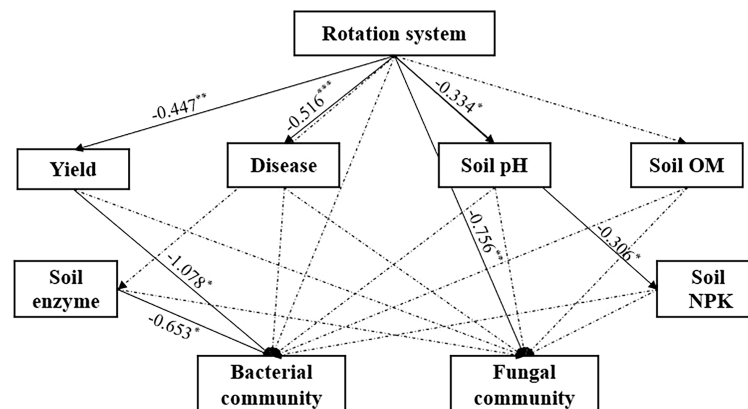 Rotation system
-0.447**
-0.516***
-0.334*
Yield
Disease
Soil pH
Soil OM
-1.078*
-0.756**
-0.306*
Soil
enzyme
Soil
NPK
-0.653*
Bacterial
community
Fungal
community